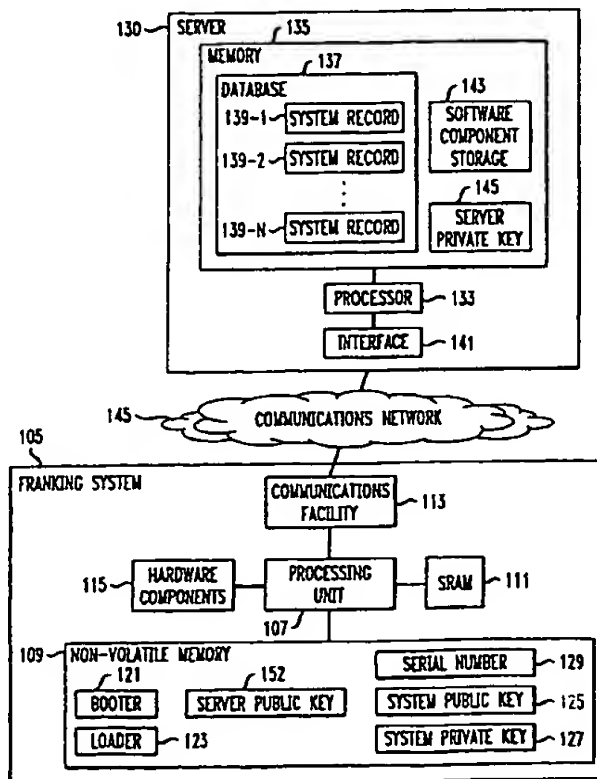 130 SERVER
135
MEMORY
137
DATABASE
139-1 SYSTEM RECORD
139-2 SYSTEM RECORD
139-N SYSTEM RECORD
143
SOFTWARE
COMPONENT
STORAGE
145
SERVER
PRIVATE KEY
PROCESSOR 133
INTERFACE 141
145 COMMUNICATIONS NETWORK
105
FRANKING SYSTEM
COMMUNICATIONS
FACILITY 113
115 HARDWARE
COMPONENTS
PROCESSING
UNIT
107
SRAM 111
109 NON-VOLATILE MEMORY
121
BOOTER
LOADER 123
152
SERVER PUBLIC KEY
SERIAL NUMBER 129
SYSTEM PUBLIC KEY 125
SYSTEM PRIVATE KEY 127